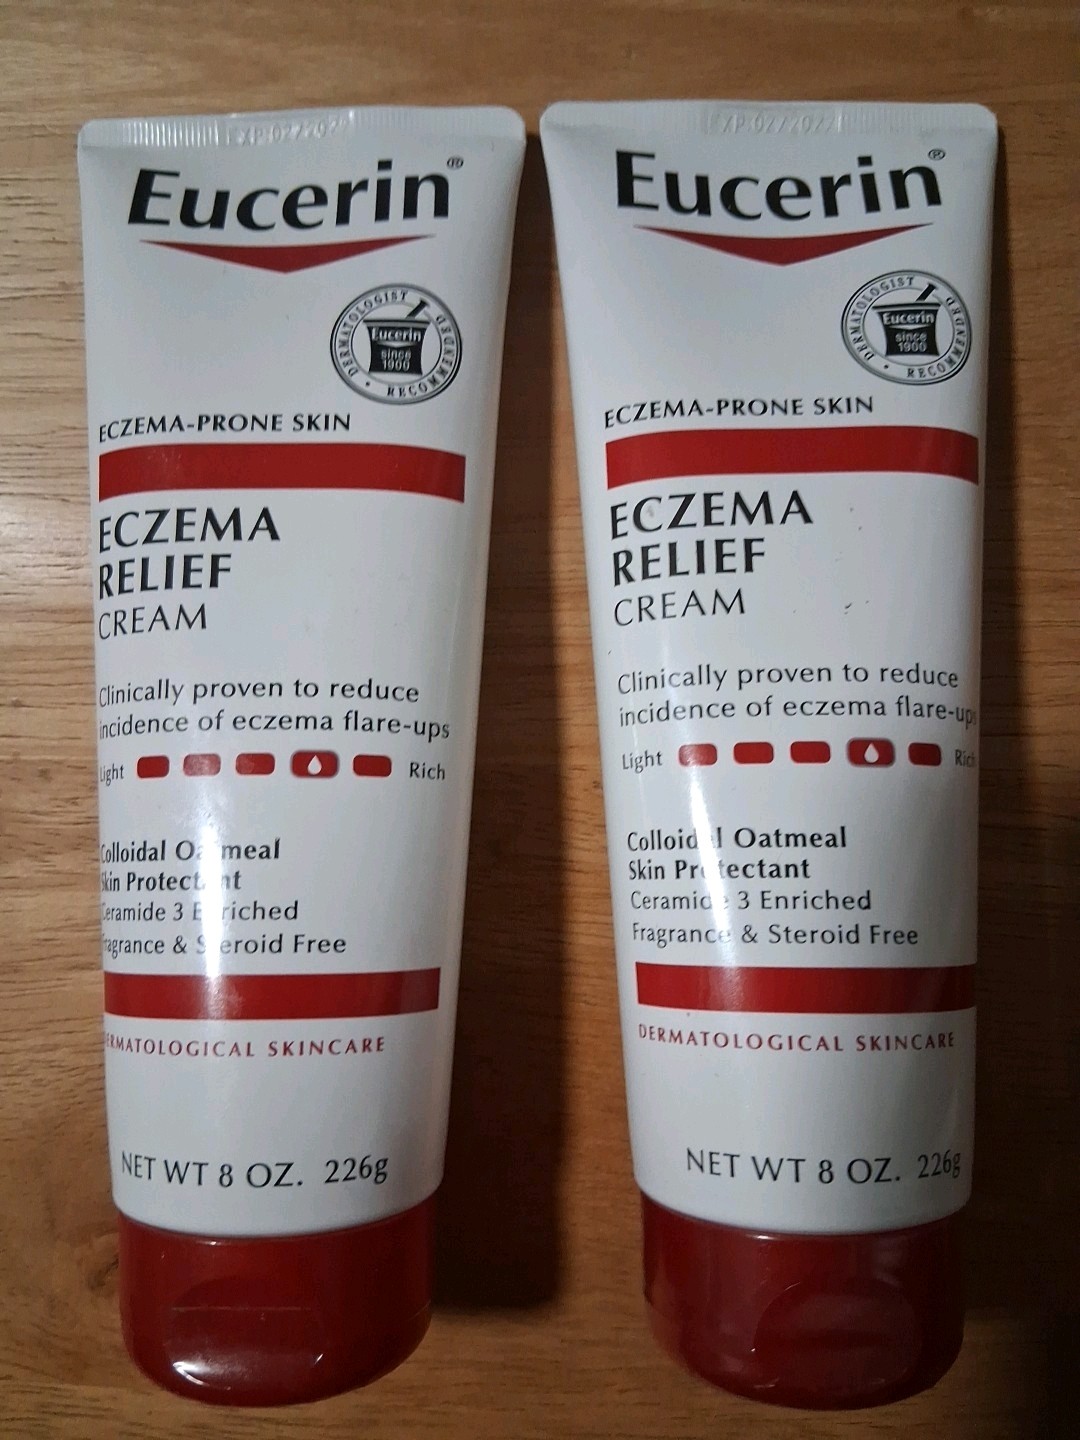 Eucerin®
DERMATOLOGIST RECOMMENDED
Eucerin
since
1900
ECZEMA-PRONE SKIN
ECZEMA
RELIEF
CREAM
Clinically proven to reduce
incidence of eczema flare-ups
Light Rich
Colloidal Oatmeal
Skin Protectant
Ceramide 3 Enriched
Fragrance & Steroid Free
DERMATOLOGICAL SKINCARE
NET WT 8 OZ. 226g
EXP 02/2022
Eucerin®
DERMATOLOGIST RECOMMENDED
Eucerin
since
1900
ECZEMA-PRONE SKIN
ECZEMA
RELIEF
CREAM
Clinically proven to reduce
incidence of eczema flare-ups
Light Rich
Colloidal Oatmeal
Skin Protectant
Ceramide 3 Enriched
Fragrance & Steroid Free
DERMATOLOGICAL SKINCARE
NET WT 8 OZ. 226g